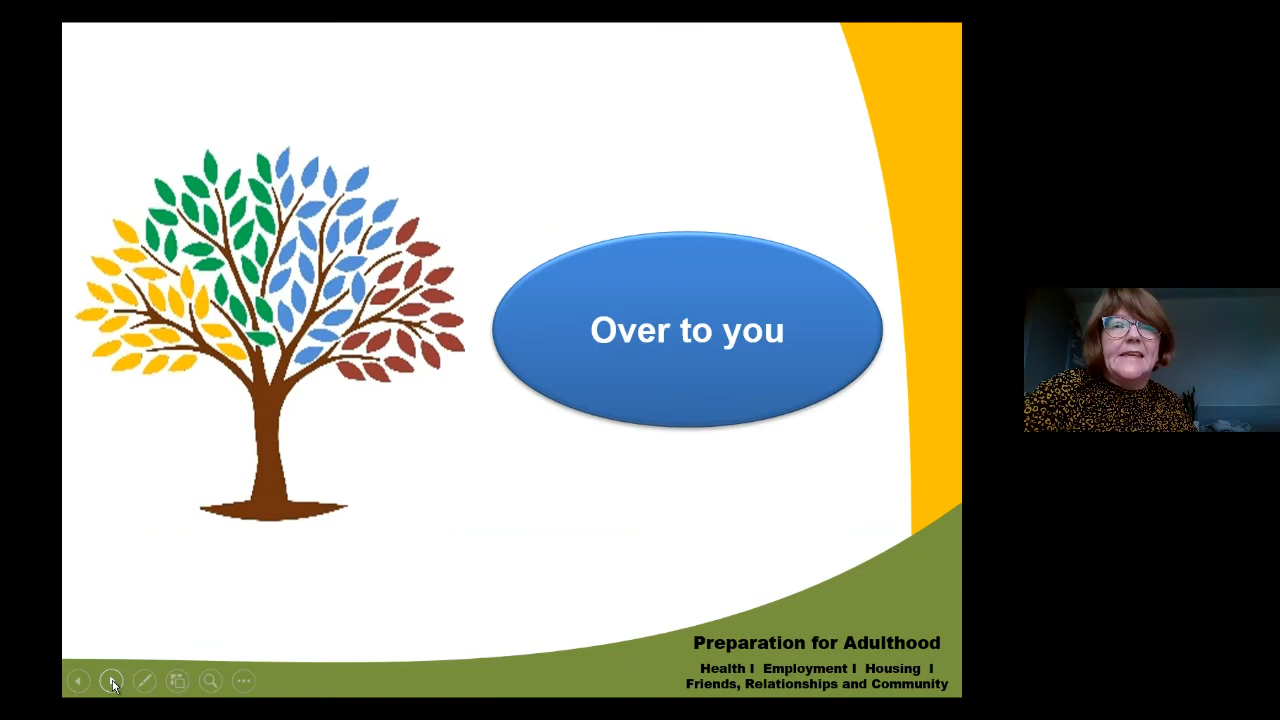 Over to you
Preparation for Adulthood
Health I Employment I Housing I
Friends, Relationships and Community